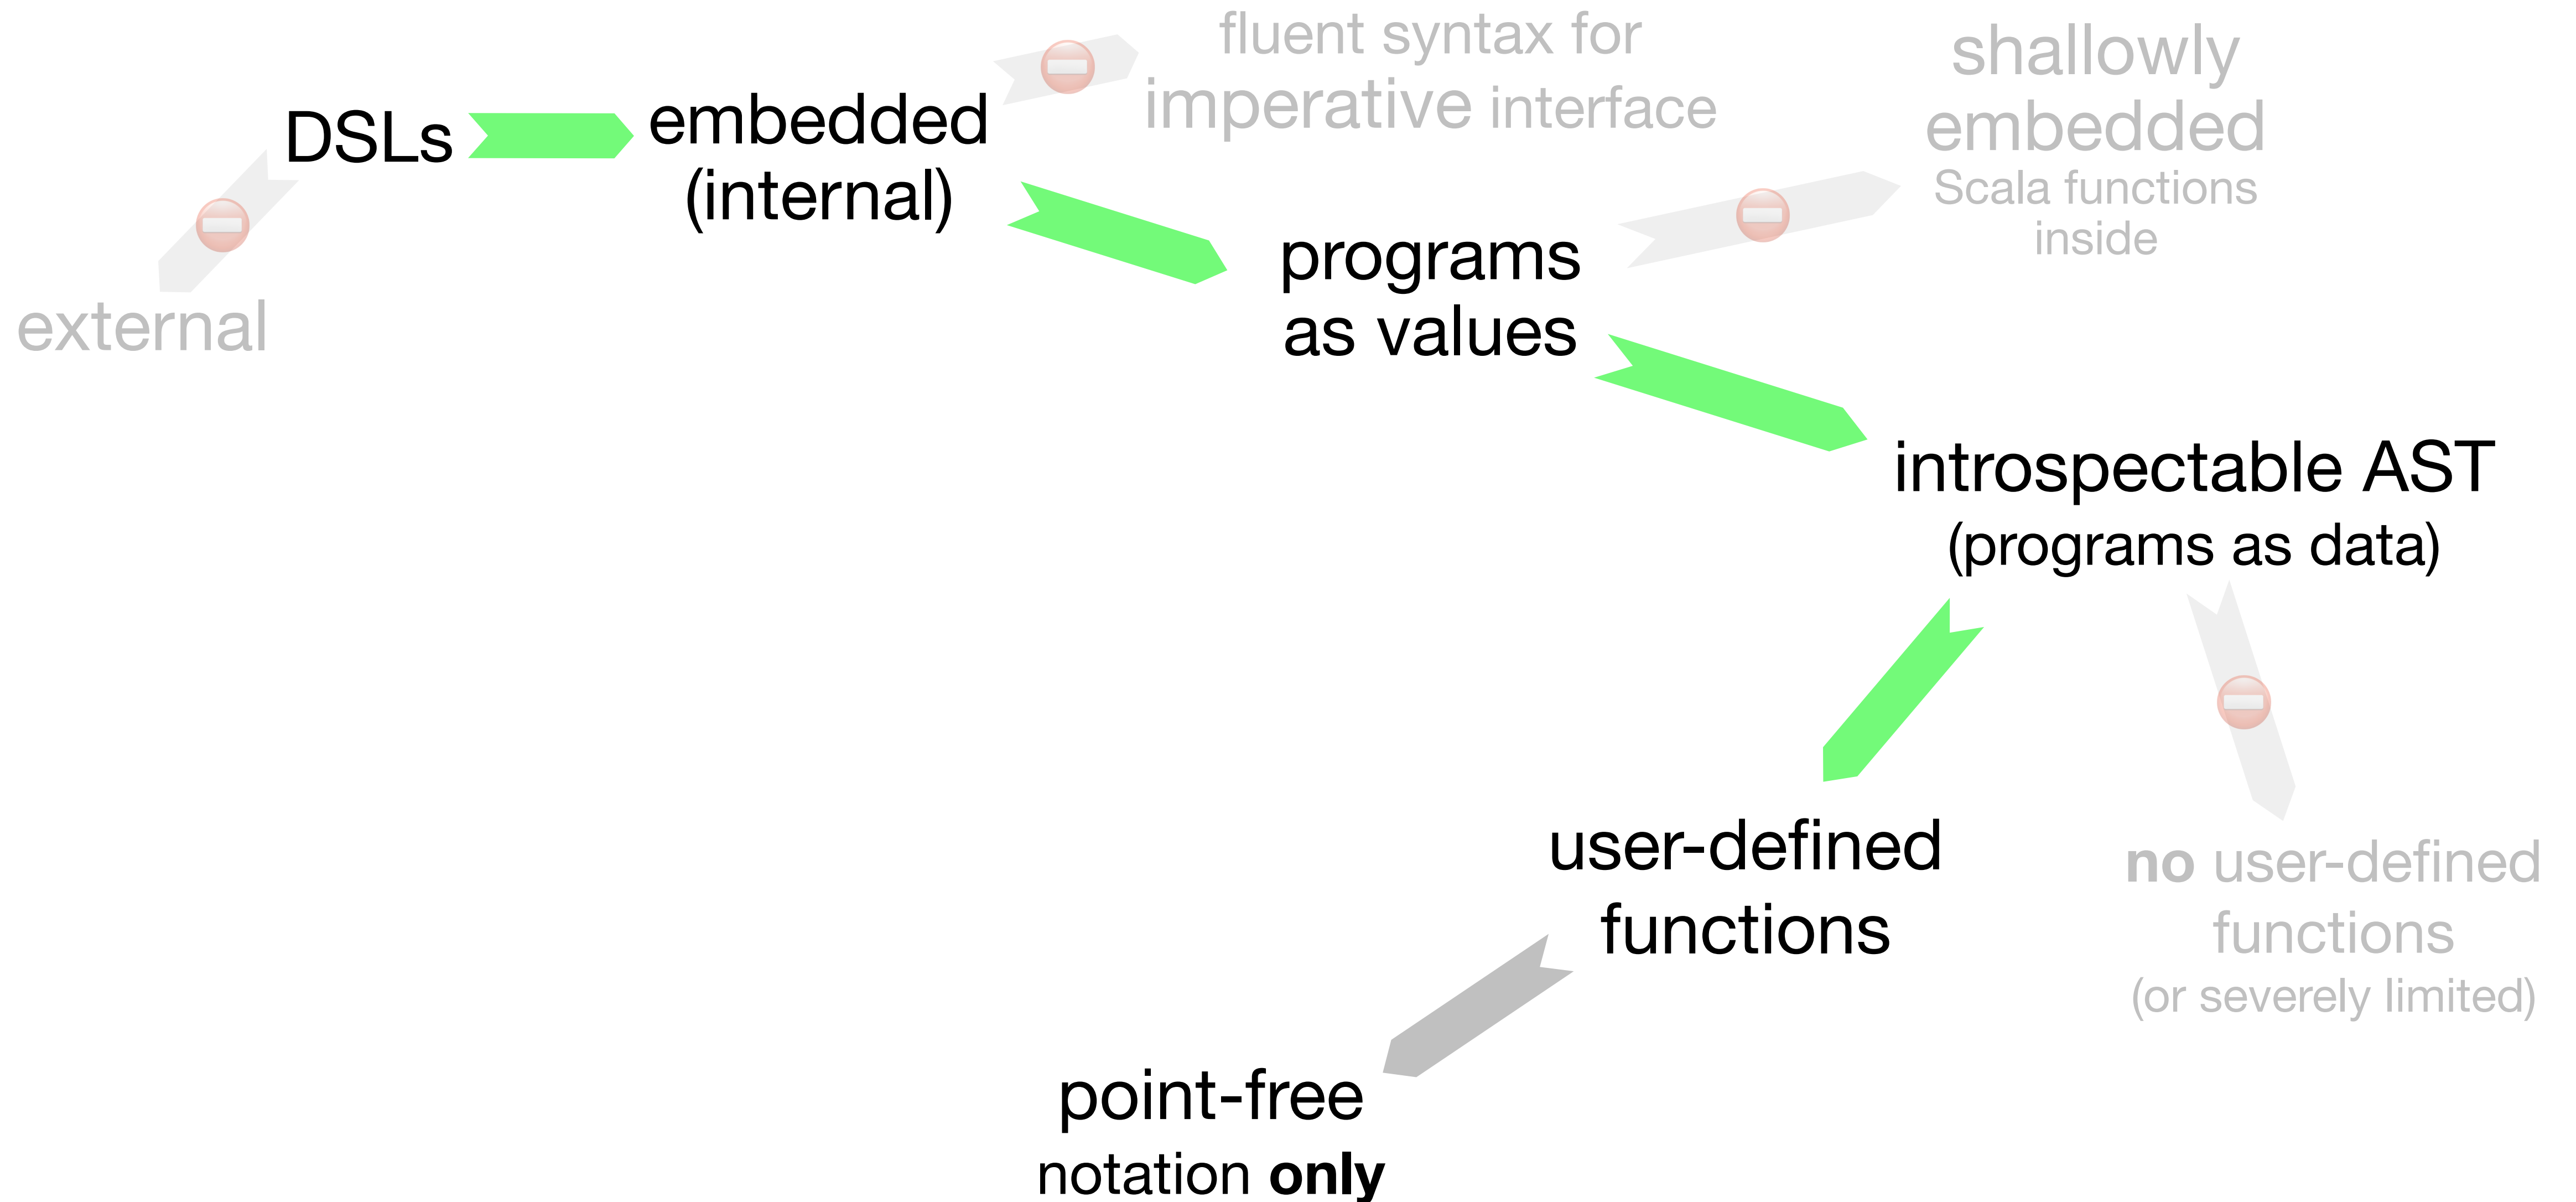 DSLs
external
embedded
(internal)
fluent syntax for
imperative interface
programs
as values
shallowly
embedded
Scala functions
inside
introspectable AST
(programs as data)
user-defined
functions
no user-defined
functions
(or severely limited)
point-free
notation only